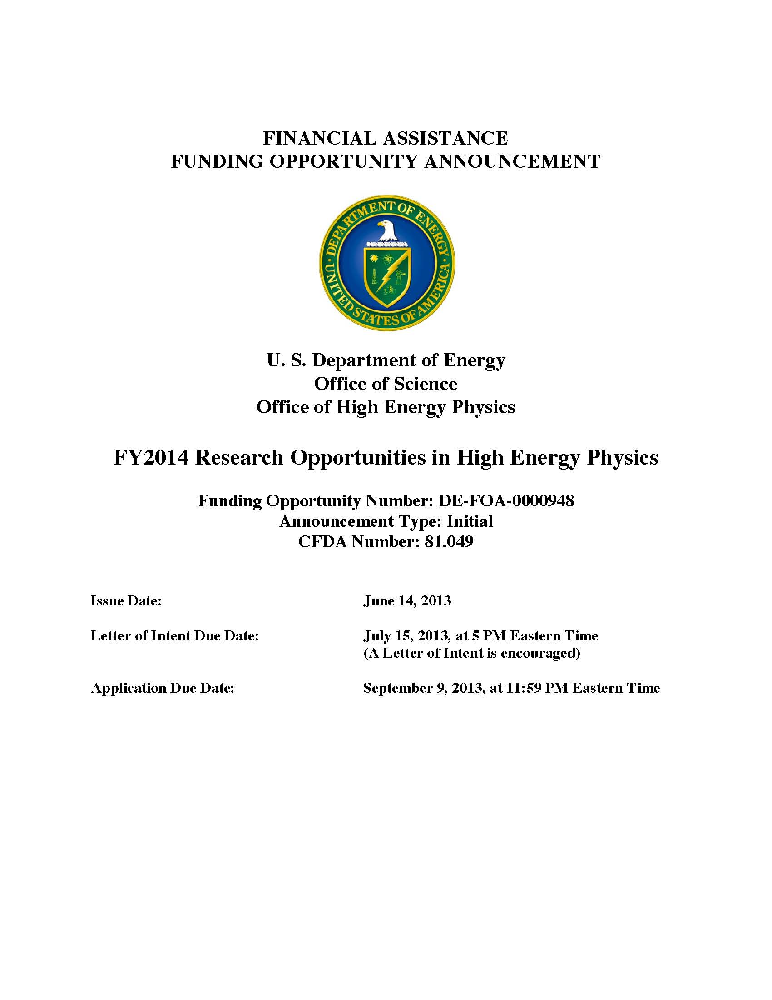 FINANCIAL ASSISTANCE
FUNDING OPPORTUNITY ANNOUNCEMENT
DEPARTMENT OF ENERGY
UNITED STATES OF AMERICA
U. S. Department of Energy
Office of Science
Office of High Energy Physics
FY2014 Research Opportunities in High Energy Physics
Funding Opportunity Number: DE-FOA-0000948
Announcement Type: Initial
CFDA Number: 81.049
Issue Date: June 14, 2013
Letter of Intent Due Date: July 15, 2013, at 5 PM Eastern Time
(A Letter of Intent is encouraged)
Application Due Date: September 9, 2013, at 11:59 PM Eastern Time